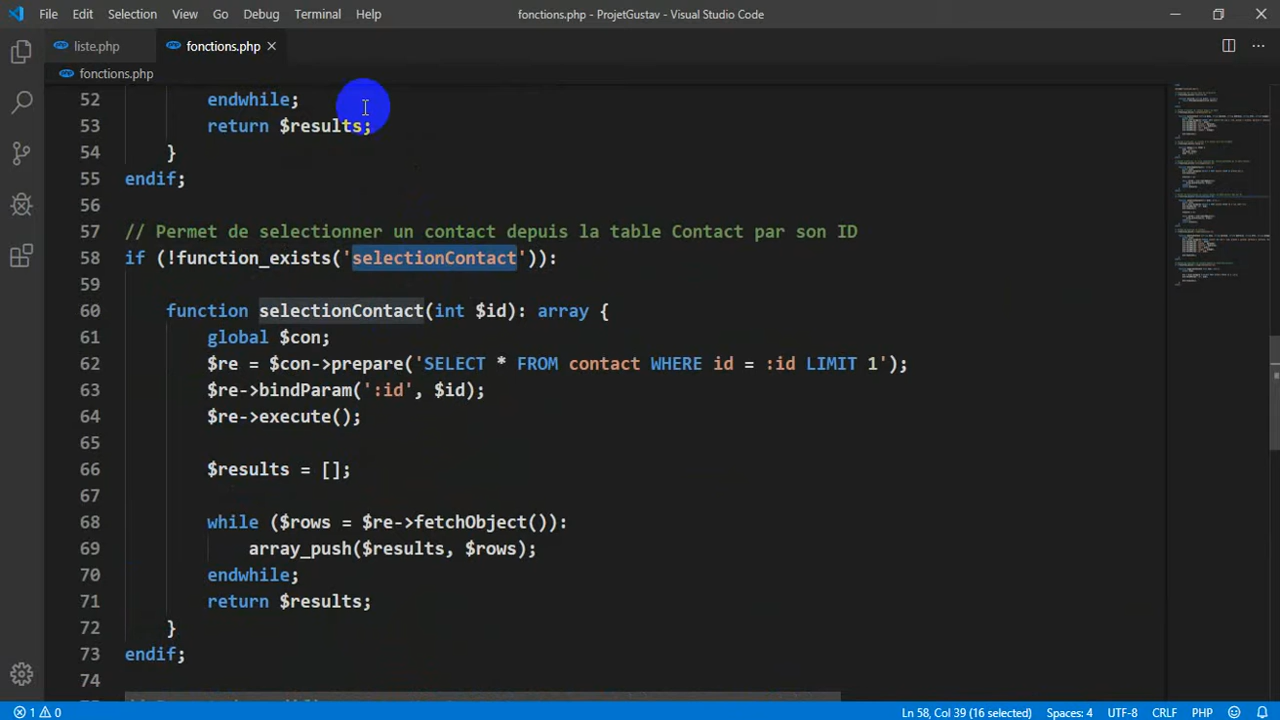 File Edit Selection View Go Debug Terminal Help
fonctions.php - ProjetGustav - Visual Studio Code
liste.php
fonctions.php
fonctions.php
52 endwhile;
53 return $results;
54 }
55 endif;
56
57 // Permet de selectionner un contact depuis la table Contact par son ID
58 if (!function_exists('selectionContact')):
59
60 function selectionContact(int $id): array {
61 global $con;
62 $re = $con->prepare('SELECT * FROM contact WHERE id = :id LIMIT 1');
63 $re->bindParam(':id', $id);
64 $re->execute();
65
66 $results = [];
67
68 while ($rows = $re->fetchObject()):
69 array_push($results, $rows);
70 endwhile;
71 return $results;
72 }
73 endif;
74
1 0
Ln 58, Col 39 (16 selected) Spaces: 4 UTF-8 CRLF PHP